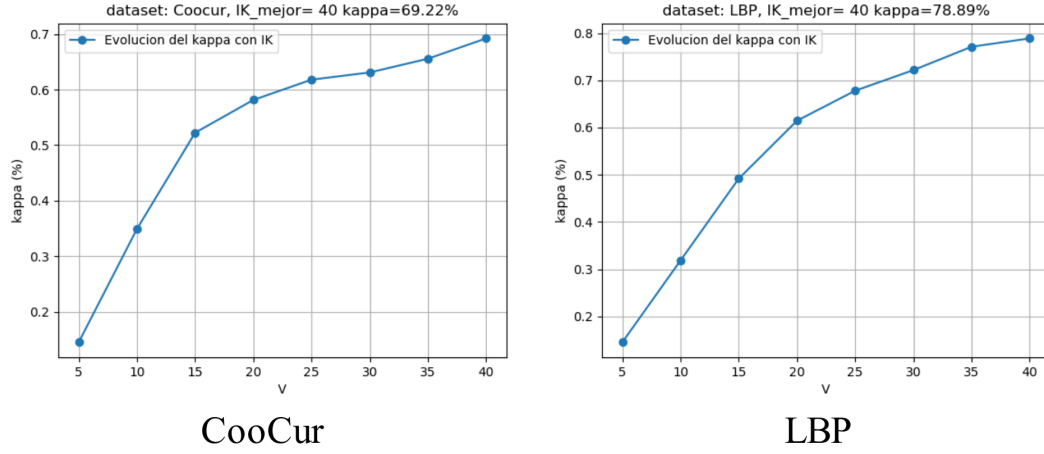 dataset: Coocur, IK_mejor= 40 kappa=69.22%
Evolucion del kappa con IK
kappa (%)
0.7
0.6
0.5
0.4
0.3
0.2
5 10 15 20 25 30 35 40
V
CooCur
dataset: LBP, IK_mejor= 40 kappa=78.89%
Evolucion del kappa con IK
kappa (%)
0.8
0.7
0.6
0.5
0.4
0.3
0.2
5 10 15 20 25 30 35 40
V
LBP